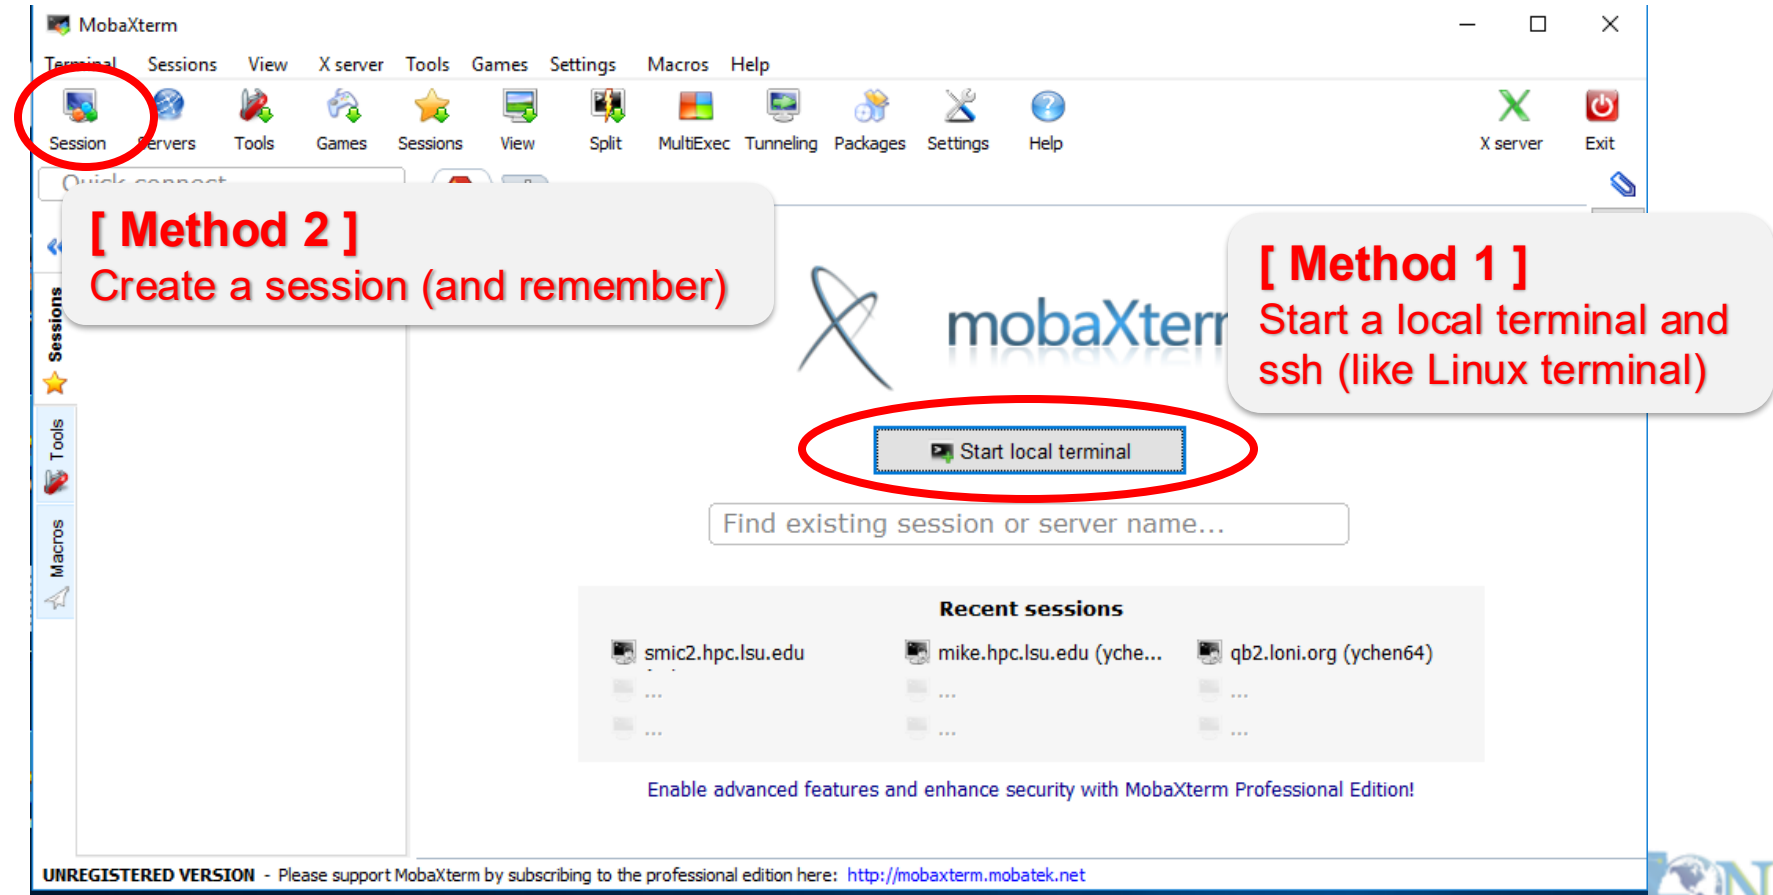 MobaXterm
Terminal Sessions View X server Tools Games Settings Macros Help
Session Servers Tools Games Sessions View Split MultiExec Tunneling Packages Settings Help X server Exit
Quick connect
[ Method 2 ]
Create a session (and remember)
[ Method 1 ]
Start a local terminal and
ssh (like Linux terminal)
Sessions
Tools
Macros
mobaXterm
Start local terminal
Find existing session or server name...
Recent sessions
smic2.hpc.lsu.edu mike.hpc.lsu.edu (yche... qb2.loni.org (ychen64)
... ... ...
... ... ...
Enable advanced features and enhance security with MobaXterm Professional Edition!
UNREGISTERED VERSION - Please support MobaXterm by subscribing to the professional edition here: http://mobaxterm.mobatek.net